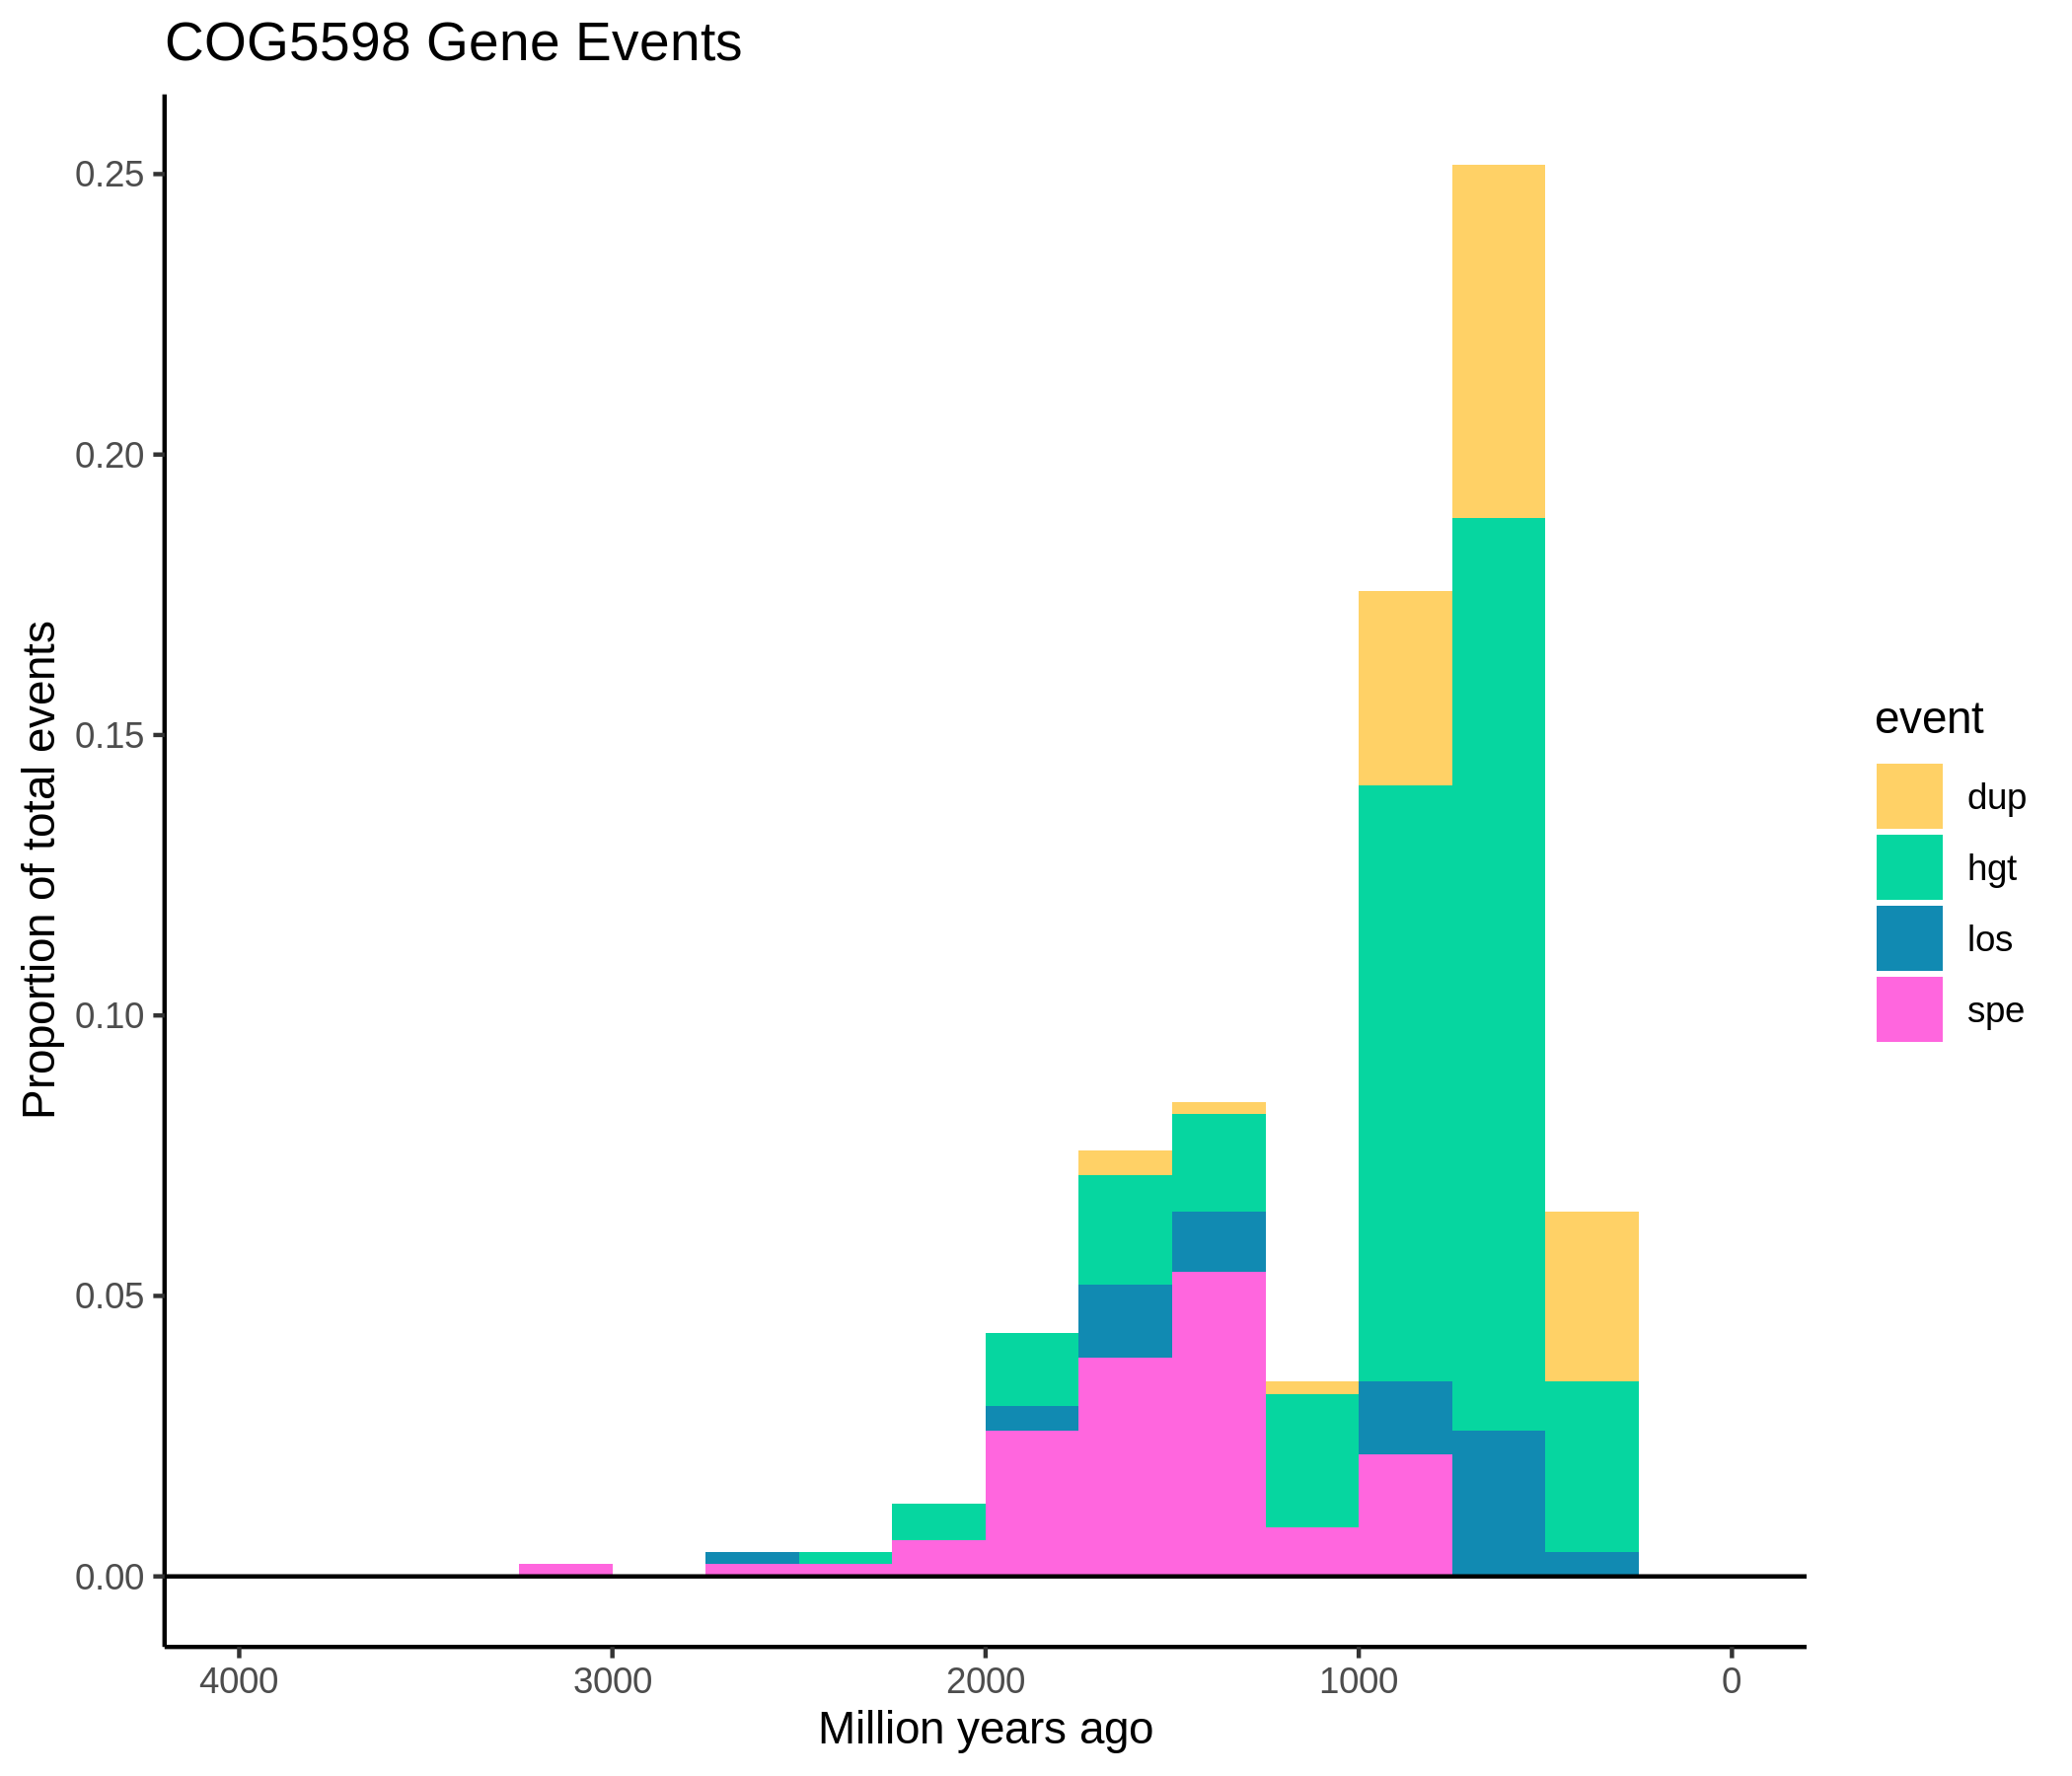 COG5598 Gene Events
Proportion of total events
0.25
0.20
0.15
0.10
0.05
0.00
4000 3000 2000 1000 0
Million years ago
event
dup
hgt
los
spe